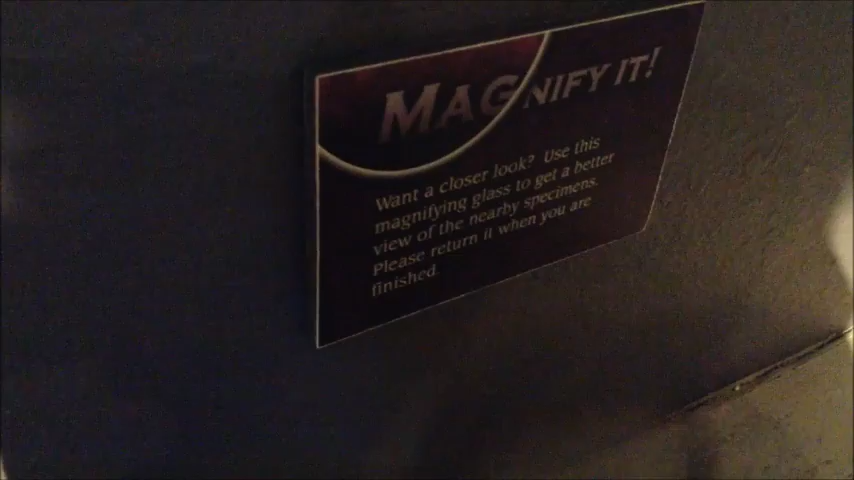 MAGNIFY IT!
Want a closer look? Use this
magnifying glass to get a better
view of the nearby specimens.
Please return it when you are
finished.